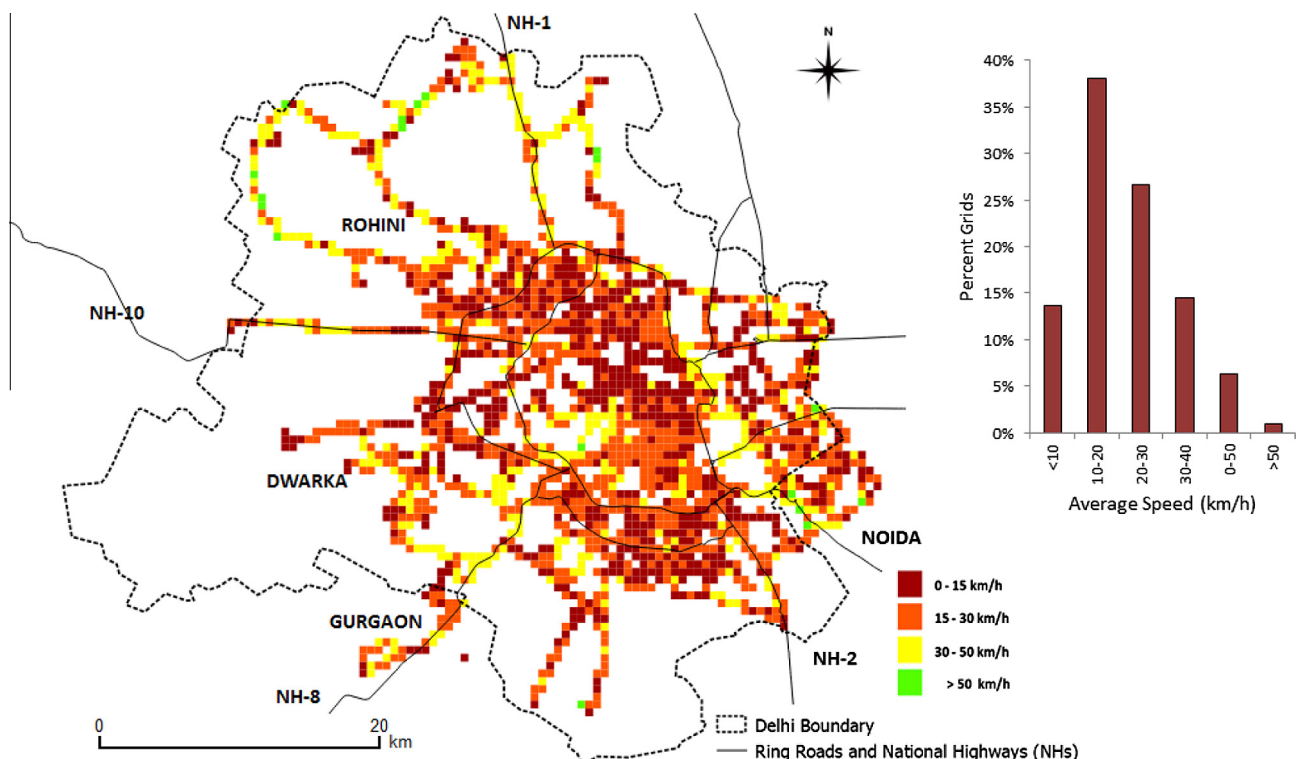 NH-1
N
ROHINI
NH-10
DWARKA
NOIDA
GURGAON
NH-2
NH-8
0 - 15 km/h
15 - 30 km/h
30 - 50 km/h
> 50 km/h
0 20
km
Delhi Boundary
Ring Roads and National Highways (NHs)
40%
35%
30%
25%
20%
15%
10%
5%
0%
Percent Grids
<10
10-20
20-30
30-40
0-50
>50
Average Speed (km/h)